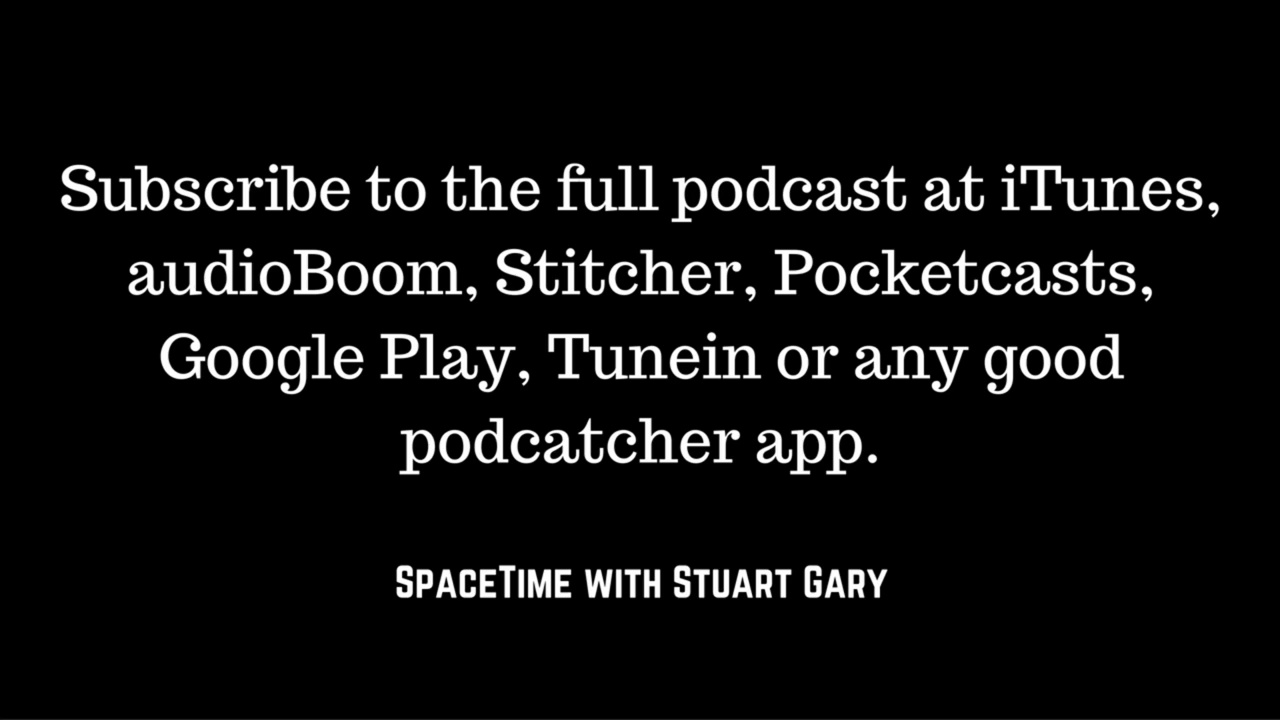 Subscribe to the full podcast at iTunes,
audioBoom, Stitcher, Pocketcasts,
Google Play, Tunein or any good
podcatcher app.
SpaceTime with Stuart Gary